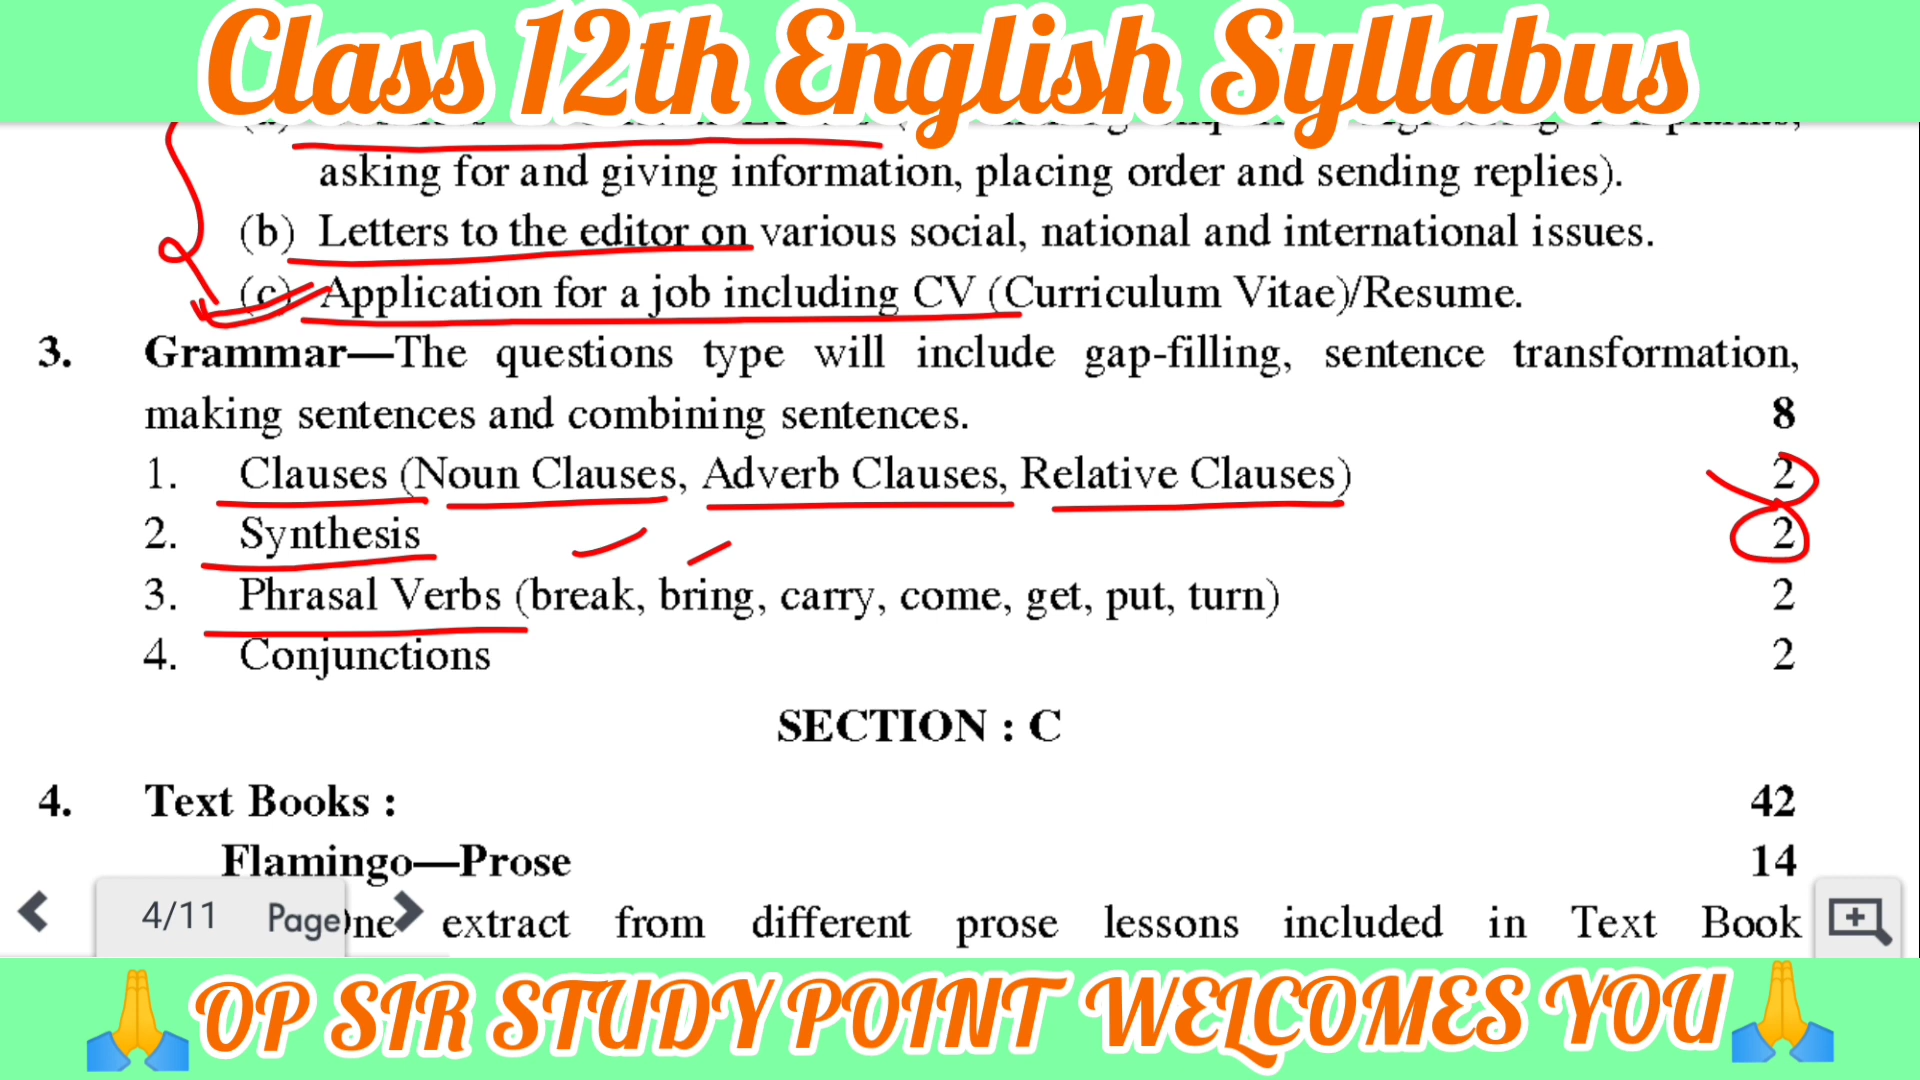 Class 12th English Syllabus
asking for and giving information, placing order and sending replies).
(b) Letters to the editor on various social, national and international issues.
(c) Application for a job including CV (Curriculum Vitae)/Resume.
3. Grammar—The questions type will include gap-filling, sentence transformation,
making sentences and combining sentences. 8
1. Clauses (Noun Clauses, Adverb Clauses, Relative Clauses) 2
2. Synthesis 2
3. Phrasal Verbs (break, bring, carry, come, get, put, turn) 2
4. Conjunctions 2
SECTION : C
4. Text Books : 42
Flamingo—Prose 14
extract from different prose lessons included in Text Book
4/11 Page
OP SIR STUDY POINT WELCOMES YOU